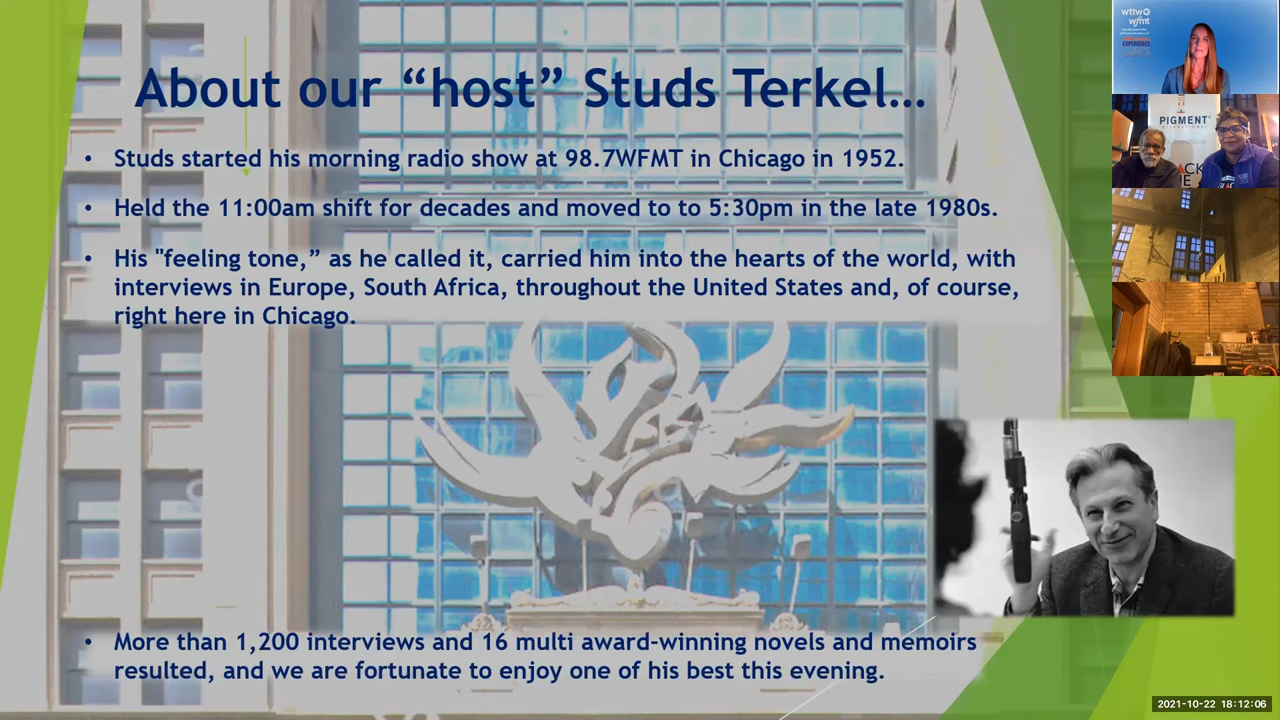 About our “host” Studs Terkel…
• Studs started his morning radio show at 98.7WFMT in Chicago in 1952.
• Held the 11:00am shift for decades and moved to to 5:30pm in the late 1980s.
• His "feeling tone,” as he called it, carried him into the hearts of the world, with
interviews in Europe, South Africa, throughout the United States and, of course,
right here in Chicago.
• More than 1,200 interviews and 16 multi award-winning novels and memoirs
resulted, and we are fortunate to enjoy one of his best this evening.
wttw
wfmt
EXPERIENCE
PIGMENT
INTERNATIONAL
2021-10-22 18:12:06